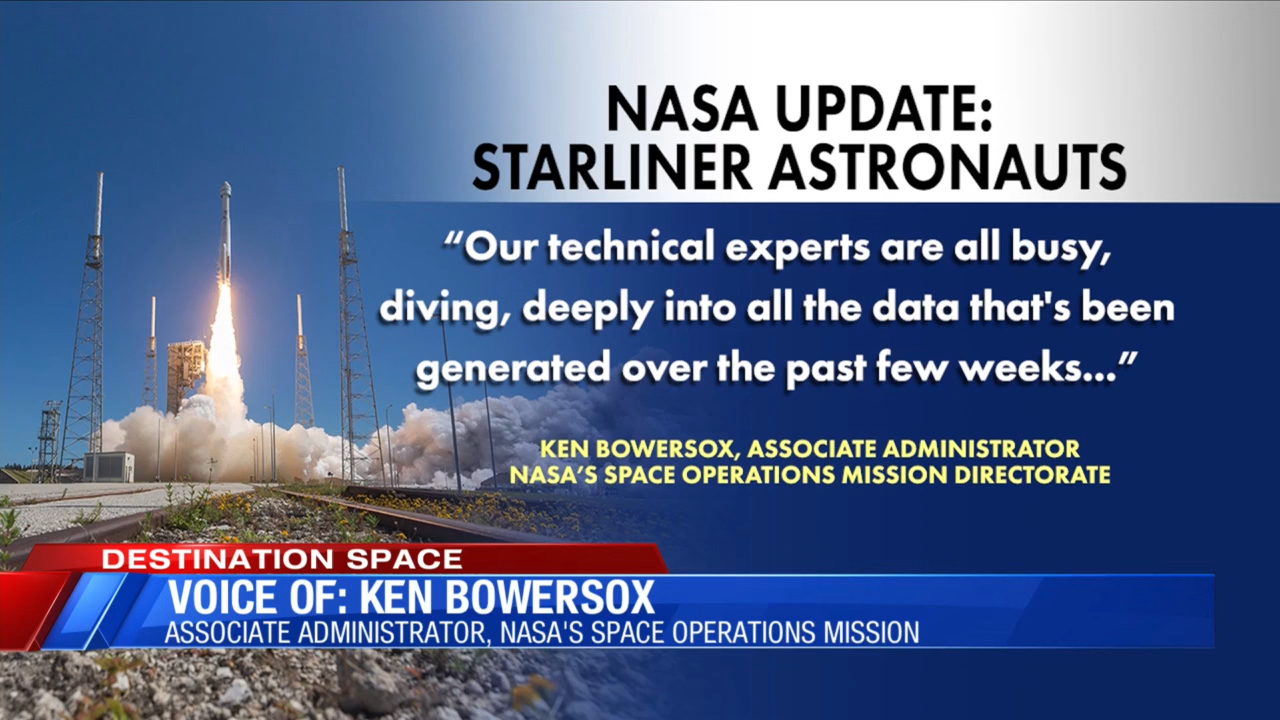 NASA UPDATE:
STARLINER ASTRONAUTS
“Our technical experts are all busy,
diving, deeply into all the data that's been
generated over the past few weeks...”
KEN BOWERSOX, ASSOCIATE ADMINISTRATOR
NASA’S SPACE OPERATIONS MISSION DIRECTORATE
DESTINATION SPACE
VOICE OF: KEN BOWERSOX
ASSOCIATE ADMINISTRATOR, NASA'S SPACE OPERATIONS MISSION